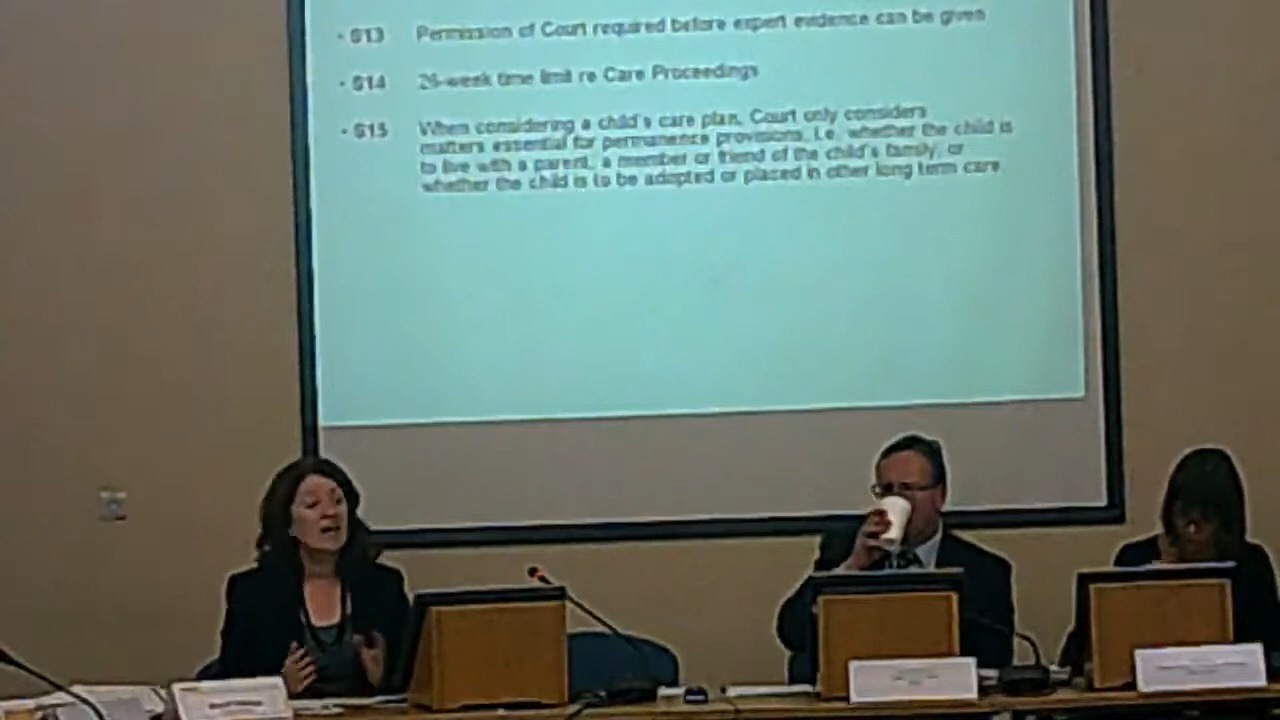 - S13 Permission of Court required before expert evidence can be given
- S14 26-week time limit re Care Proceedings
- S15 When considering a child's care plan, Court only considers
matters essential for permanence provisions, i.e. whether the child is
to live with a parent, a member or friend of the child's family, or
whether the child is to be adopted or placed in other long term care